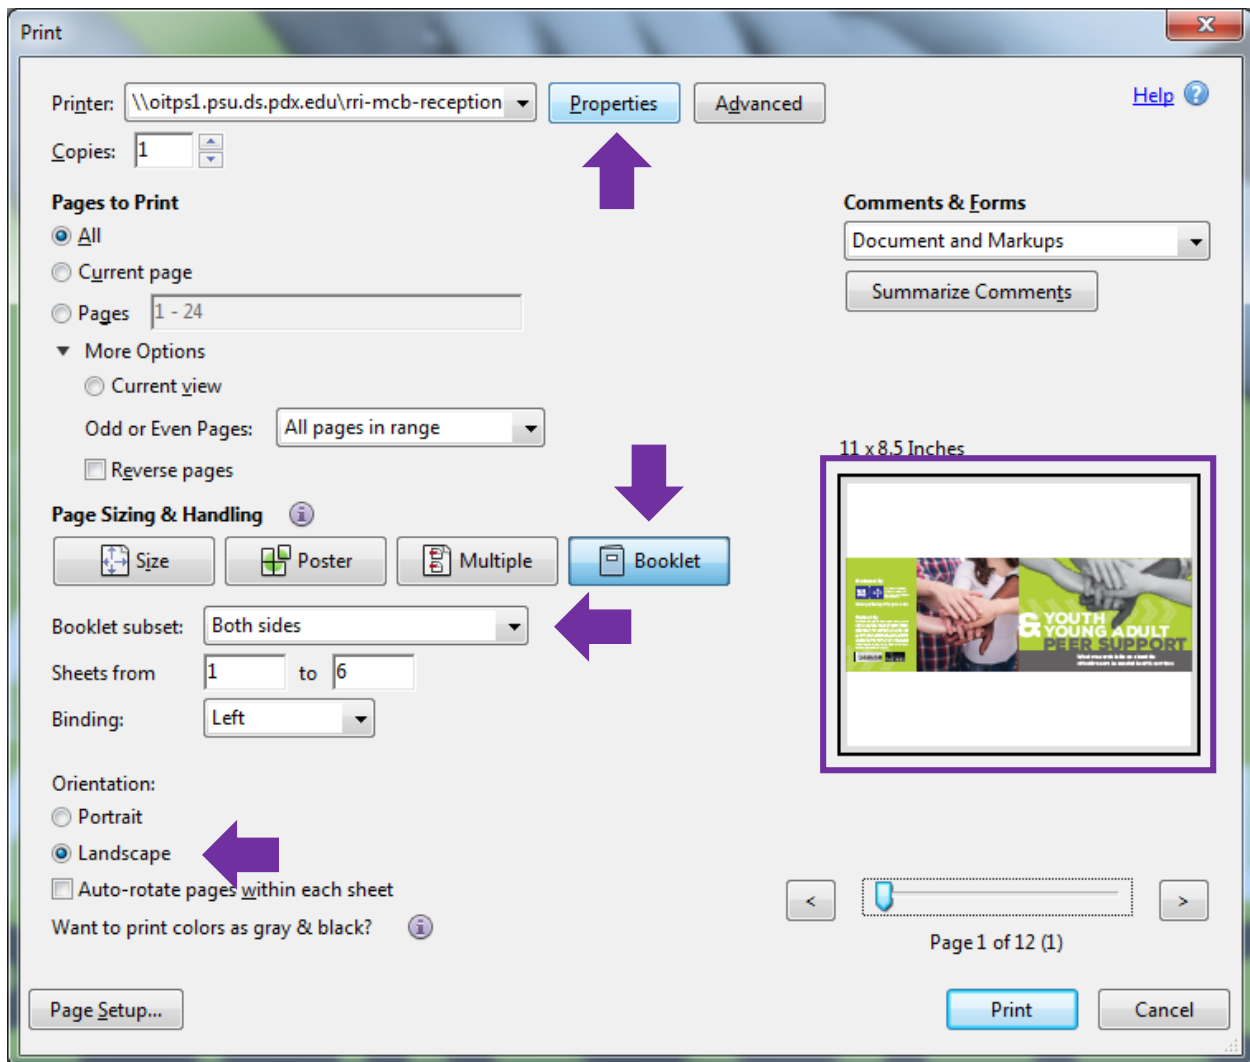 Print
Printer: \\oitps1.psu.ds.pdx.edu\rri-mcb-reception Properties Advanced Help
Copies: 1
Pages to Print
All
Current page
Pages 1 - 24
More Options
Current view
Odd or Even Pages: All pages in range
Reverse pages
Comments & Forms
Document and Markups
Summarize Comments
Page Sizing & Handling
Size Poster Multiple Booklet
Booklet subset: Both sides
Sheets from 1 to 6
Binding: Left
Orientation:
Portrait
Landscape
Auto-rotate pages within each sheet
Want to print colors as gray & black?
11 x 8.5 Inches
& YOUTH
YOUNG ADULT
PEER SUPPORT
< >
Page 1 of 12 (1)
Page Setup... Print Cancel